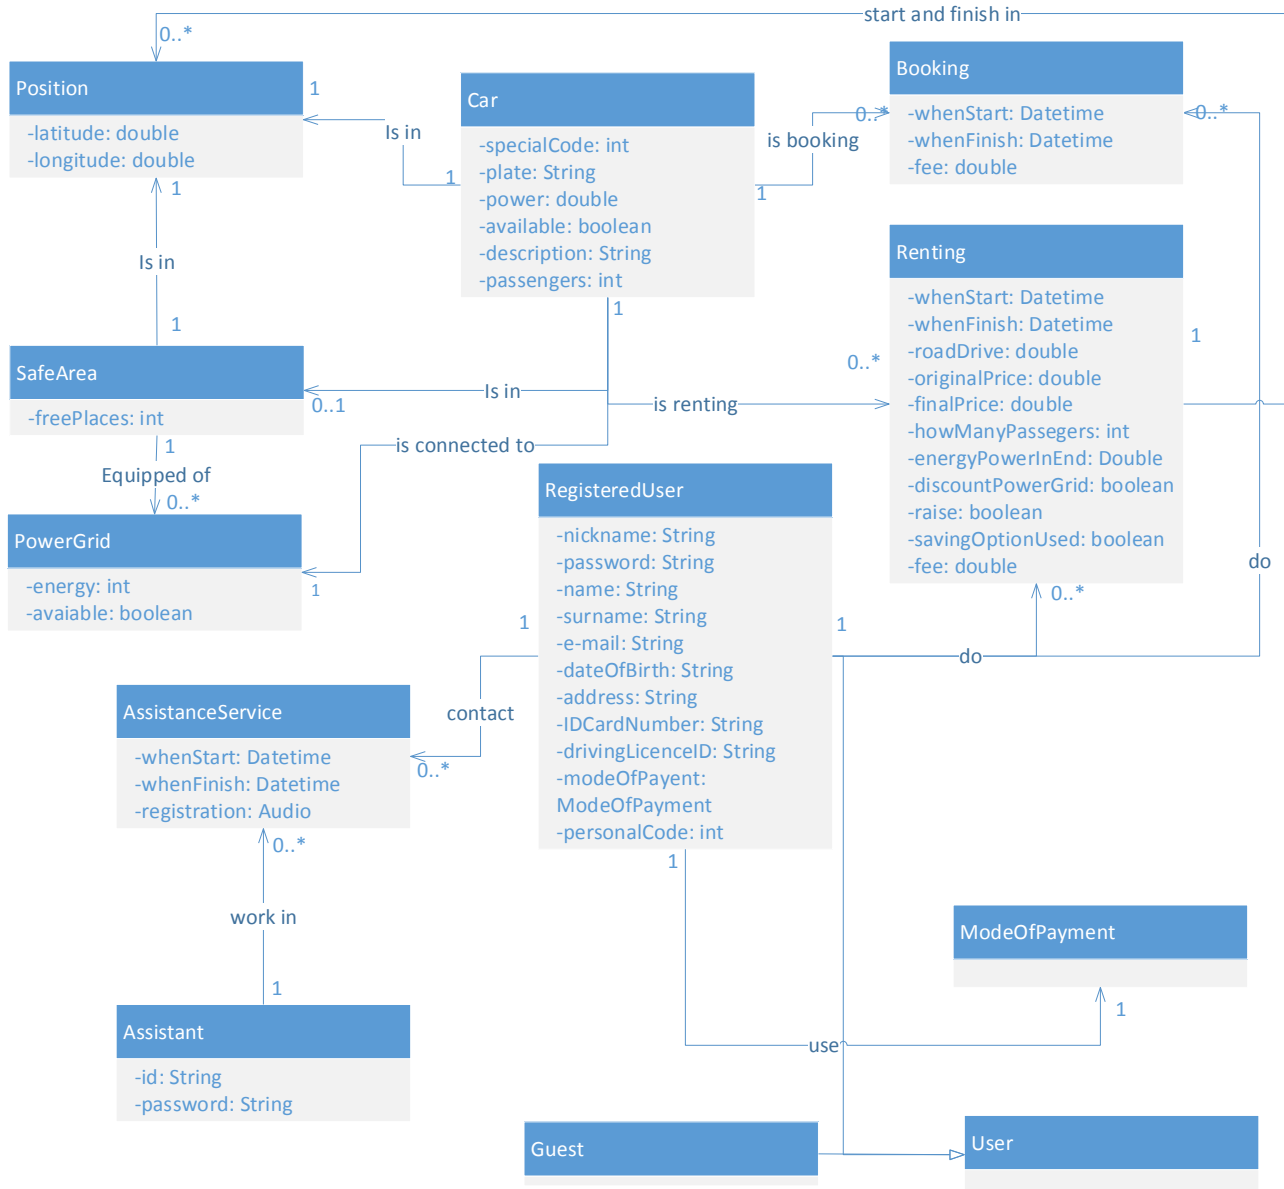 start and finish in
0..*
Position
-latitude: double
-longitude: double
1
Is in
1
Car
-specialCode: int
-plate: String
-power: double
-available: boolean
-description: String
-passengers: int
1
is booking
0..*
Booking
-whenStart: Datetime
-whenFinish: Datetime
-fee: double
0..*
1
Is in
1
SafeArea
-freePlaces: int
1
Is in
0..1
is renting
0..*
Renting
-whenStart: Datetime
-whenFinish: Datetime
-roadDrive: double
-originalPrice: double
-finalPrice: double
-howManyPassegers: int
-energyPowerInEnd: Double
-discountPowerGrid: boolean
-raise: boolean
-savingOptionUsed: boolean
-fee: double
1
1
Equipped of
0..*
is connected to
PowerGrid
-energy: int
-avaiable: boolean
1
RegisteredUser
-nickname: String
-password: String
-name: String
-surname: String
-e-mail: String
-dateOfBirth: String
-address: String
-IDCardNumber: String
-drivingLicenceID: String
-modeOfPayent:
ModeOfPayment
-personalCode: int
1
1
do
0..*
do
contact
AssistanceService
-whenStart: Datetime
-whenFinish: Datetime
-registration: Audio
0..*
0..*
work in
1
Assistant
-id: String
-password: String
1
use
ModeOfPayment
1
Guest
User